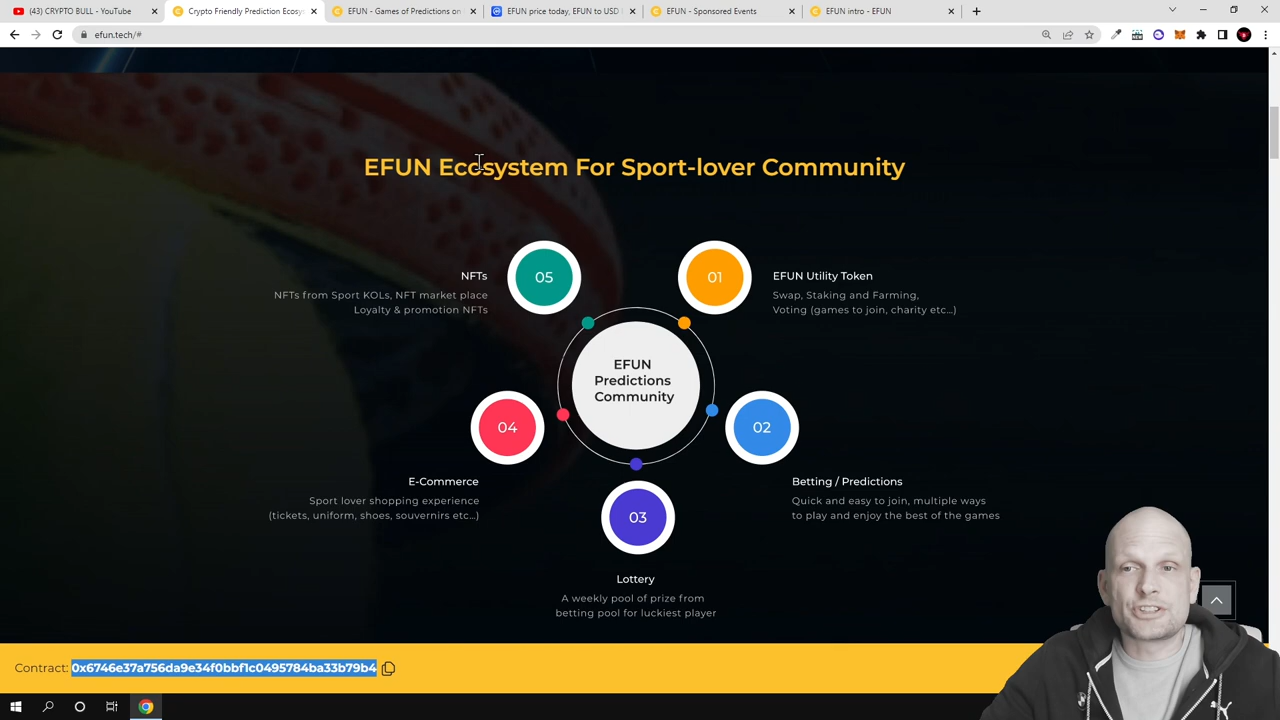 (43) CRYPTO BULL - YouTube
Crypto Friendly Prediction Ecosy
EFUN - Games of Predictions on
EFUN price today, EFUN to USD
EFUN - Sponsored Events
EFUN intro - EFUN
efun.tech/#
EFUN Ecosystem For Sport-lover Community
05
NFTs
NFTs from Sport KOLs, NFT market place
Loyalty & promotion NFTs
01
EFUN Utility Token
Swap, Staking and Farming,
Voting (games to join, charity etc...)
EFUN
Predictions
Community
04
E-Commerce
Sport lover shopping experience
(tickets, uniform, shoes, souvernirs etc...)
02
Betting / Predictions
Quick and easy to join, multiple ways
to play and enjoy the best of the games
03
Lottery
A weekly pool of prize from
betting pool for luckiest player
Contract: 0x6746e37a756da9e34f0bbf1c0495784ba33b79b4